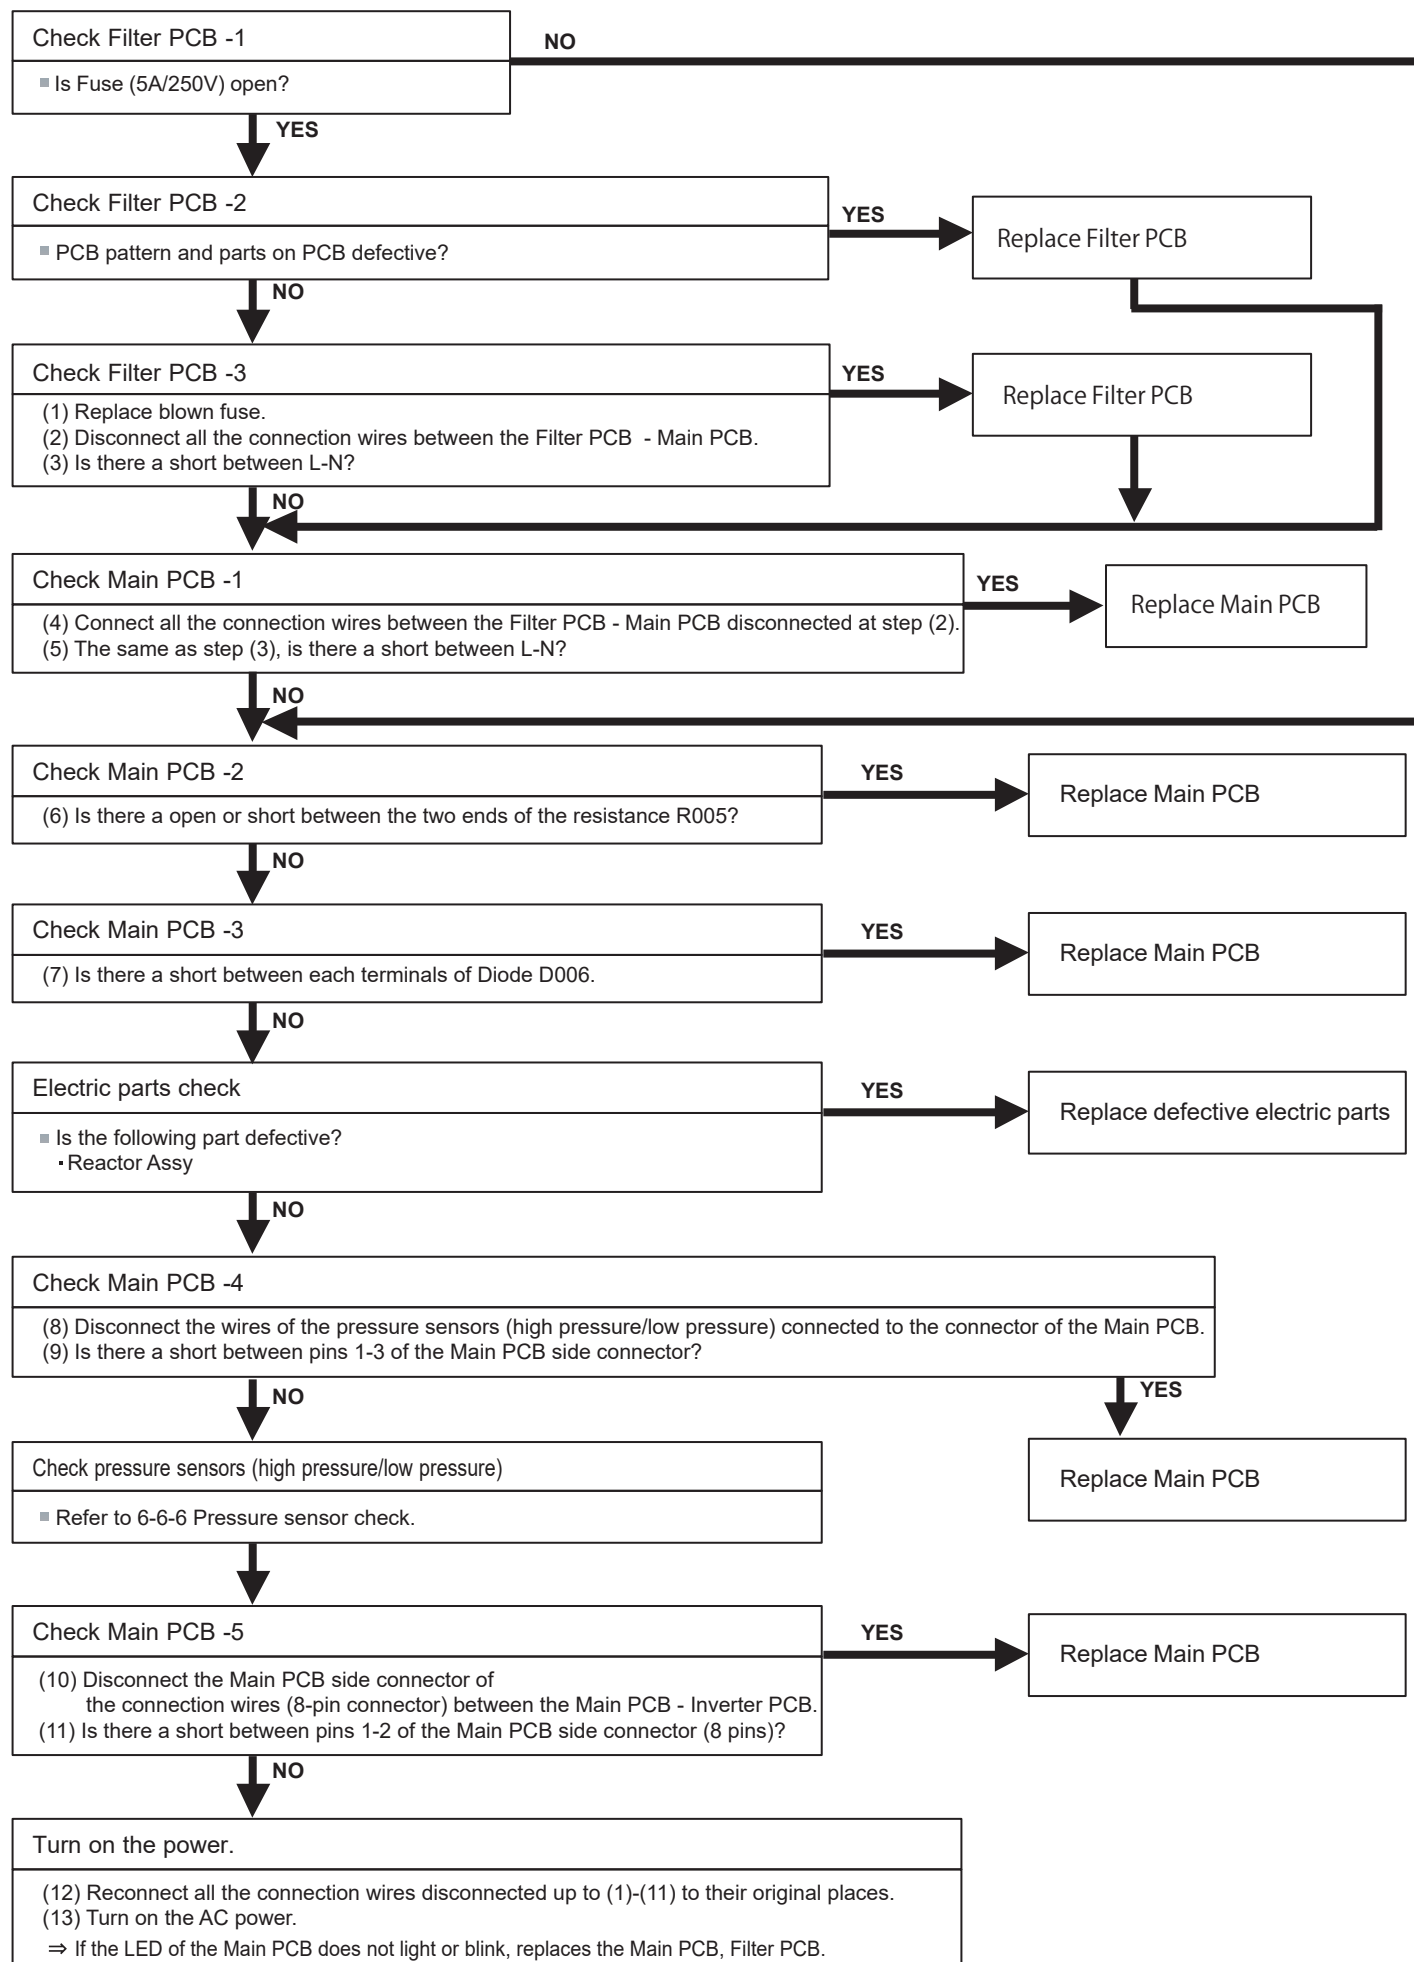 Check Filter PCB -1
NO
■ Is Fuse (5A/250V) open?
YES
Check Filter PCB -2
YES
Replace Filter PCB
■ PCB pattern and parts on PCB defective?
NO
Check Filter PCB -3
YES
Replace Filter PCB
(1) Replace blown fuse.
(2) Disconnect all the connection wires between the Filter PCB - Main PCB.
(3) Is there a short between L-N?
NO
Check Main PCB -1
YES
Replace Main PCB
(4) Connect all the connection wires between the Filter PCB - Main PCB disconnected at step (2).
(5) The same as step (3), is there a short between L-N?
NO
Check Main PCB -2
YES
Replace Main PCB
(6) Is there a open or short between the two ends of the resistance R005?
NO
Check Main PCB -3
YES
Replace Main PCB
(7) Is there a short between each terminals of Diode D006.
NO
Electric parts check
YES
Replace defective electric parts
■ Is the following part defective?
・Reactor Assy
NO
Check Main PCB -4
(8) Disconnect the wires of the pressure sensors (high pressure/low pressure) connected to the connector of the Main PCB.
(9) Is there a short between pins 1-3 of the Main PCB side connector?
NO
YES
Check pressure sensors (high pressure/low pressure)
Replace Main PCB
■ Refer to 6-6-6 Pressure sensor check.
Check Main PCB -5
YES
Replace Main PCB
(10) Disconnect the Main PCB side connector of
the connection wires (8-pin connector) between the Main PCB - Inverter PCB.
(11) Is there a short between pins 1-2 of the Main PCB side connector (8 pins)?
NO
Turn on the power.
(12) Reconnect all the connection wires disconnected up to (1)-(11) to their original places.
(13) Turn on the AC power.
⇒ If the LED of the Main PCB does not light or blink, replaces the Main PCB, Filter PCB.